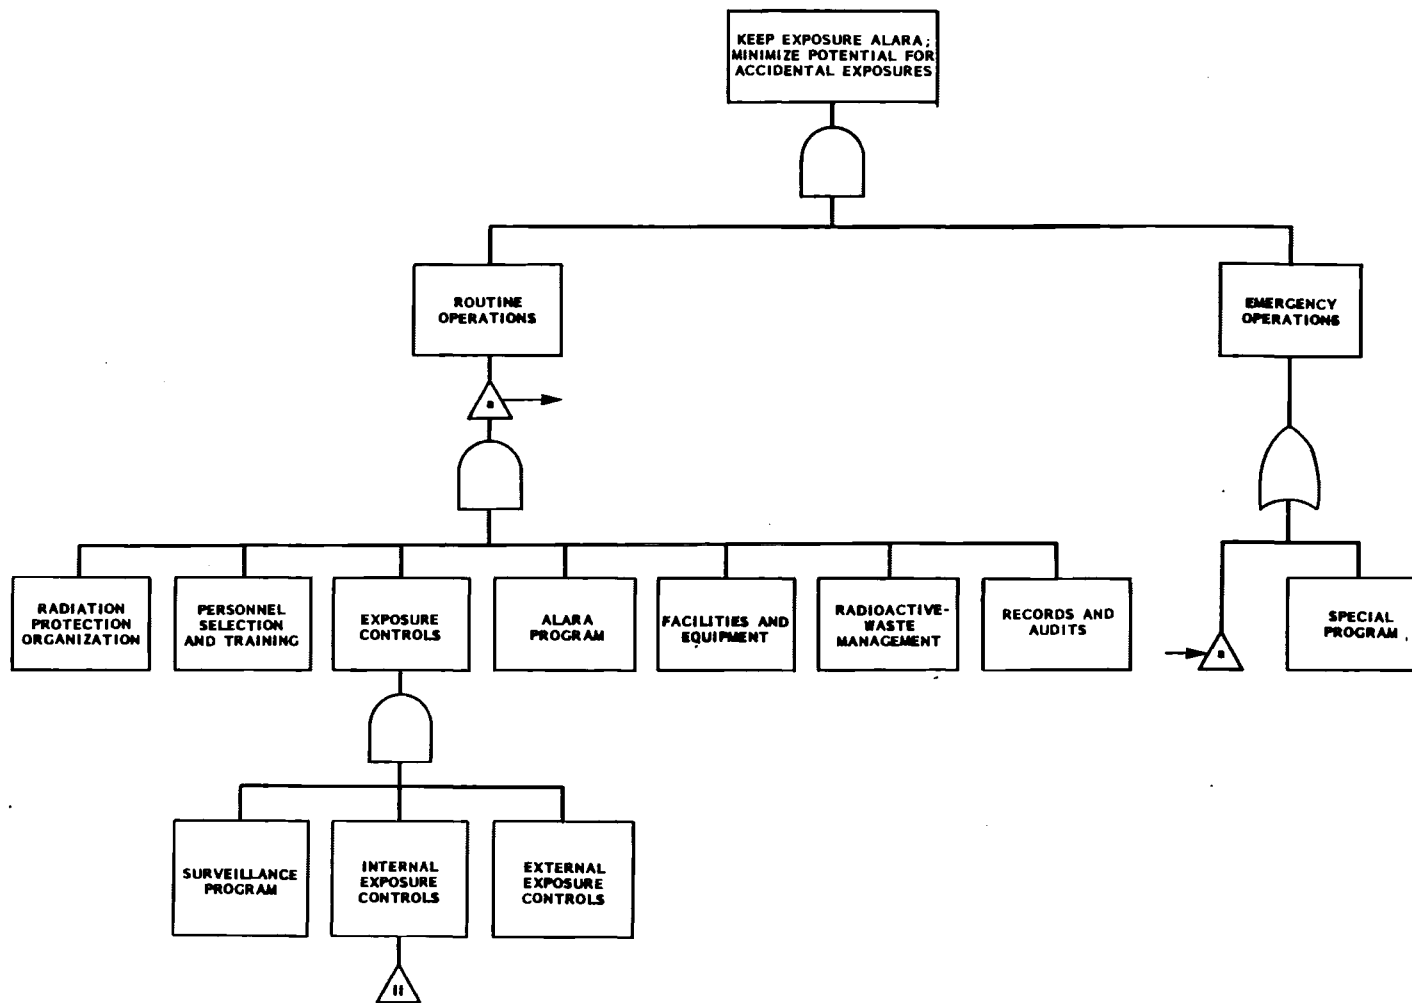 KEEP EXPOSURE ALARA;
MINIMIZE POTENTIAL FOR
ACCIDENTAL EXPOSURES
ROUTINE
OPERATIONS
EMERGENCY
OPERATIONS
a
RADIATION
PROTECTION
ORGANIZATION
PERSONNEL
SELECTION
AND TRAINING
EXPOSURE
CONTROLS
ALARA
PROGRAM
FACILITIES AND
EQUIPMENT
RADIOACTIVE-
WASTE
MANAGEMENT
RECORDS AND
AUDITS
a
SPECIAL
PROGRAM
SURVEILLANCE
PROGRAM
INTERNAL
EXPOSURE
CONTROLS
EXTERNAL
EXPOSURE
CONTROLS
II